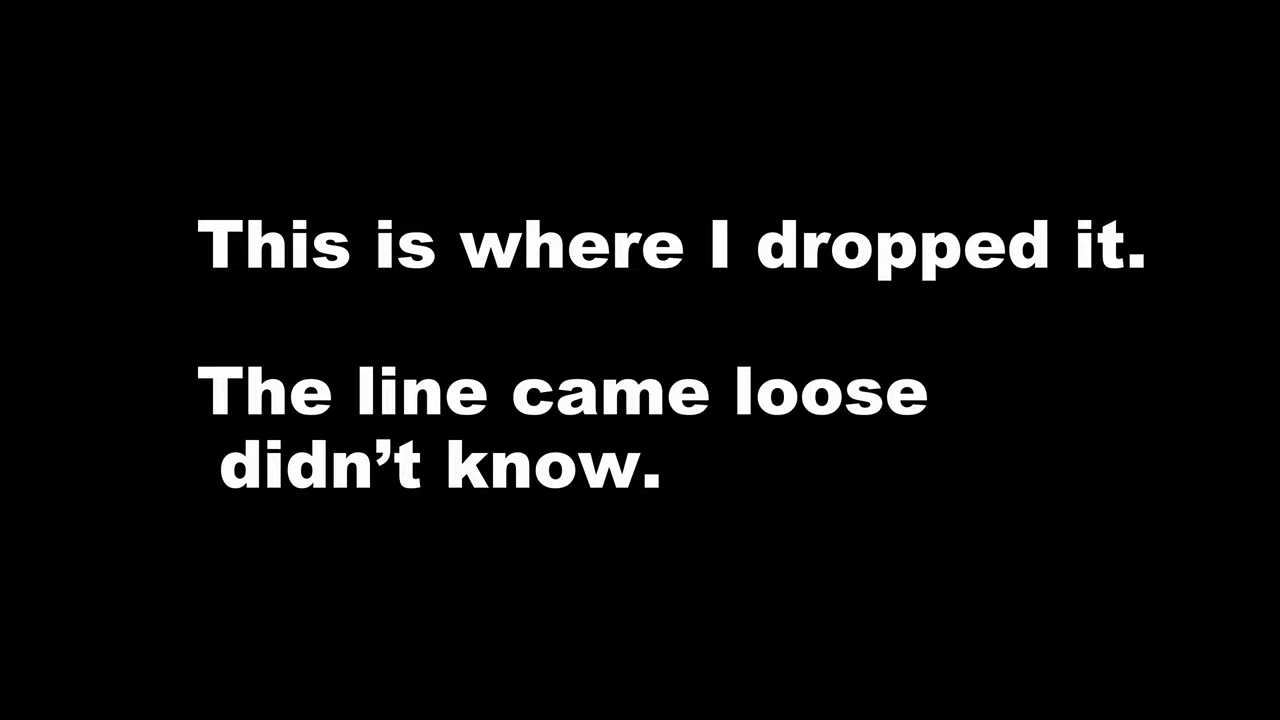 This is where I dropped it.
The line came loose
didn’t know.